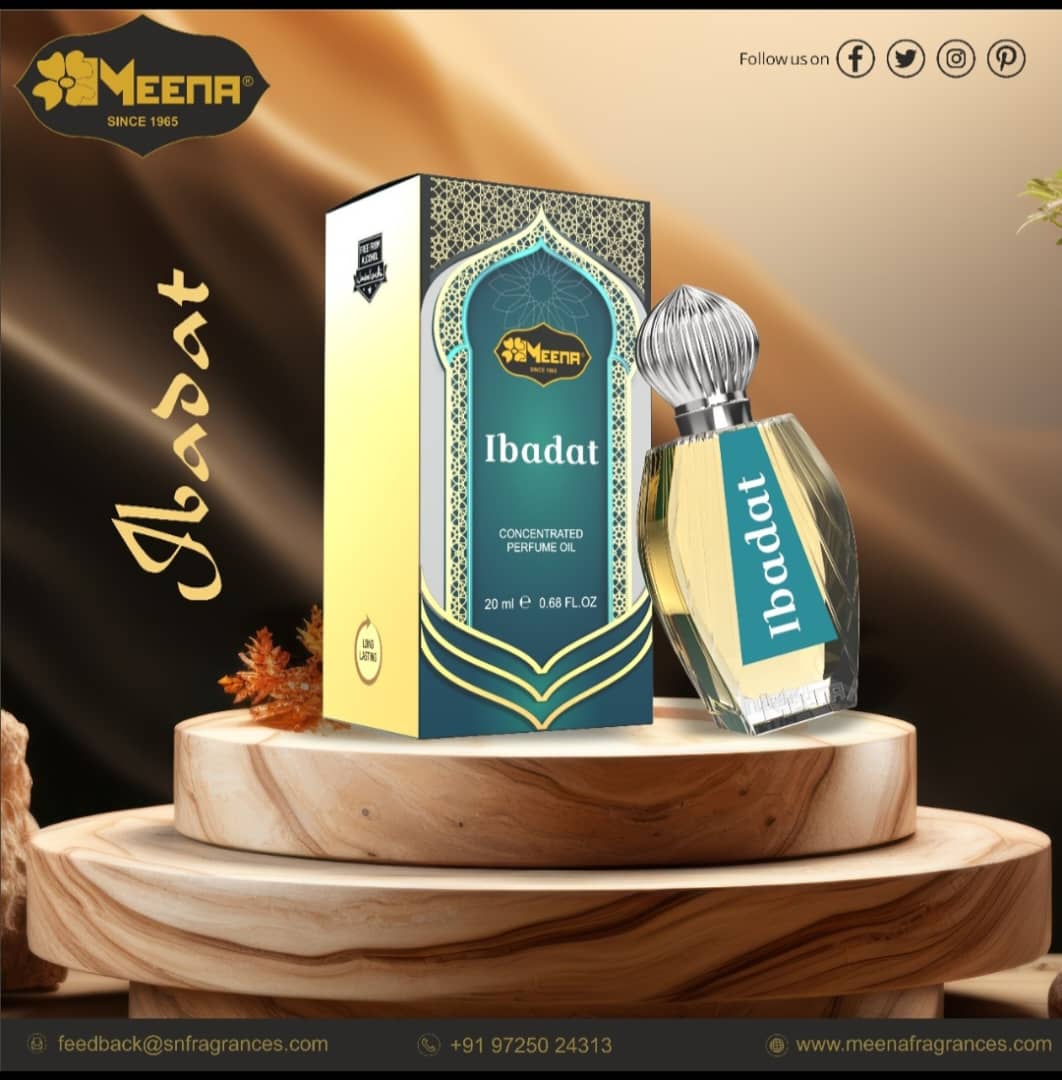 MEENA®
SINCE 1965
Follow us on
Ibadat
FREE FROM
ALCOHOL
MEENA
SINCE 1965
Ibadat
CONCENTRATED
PERFUME OIL
20 ml ℮ 0.68 FL.OZ
LONG
LASTING
Ibadat
feedback@snfragrances.com
+91 97250 24313
www.meenafragrances.com